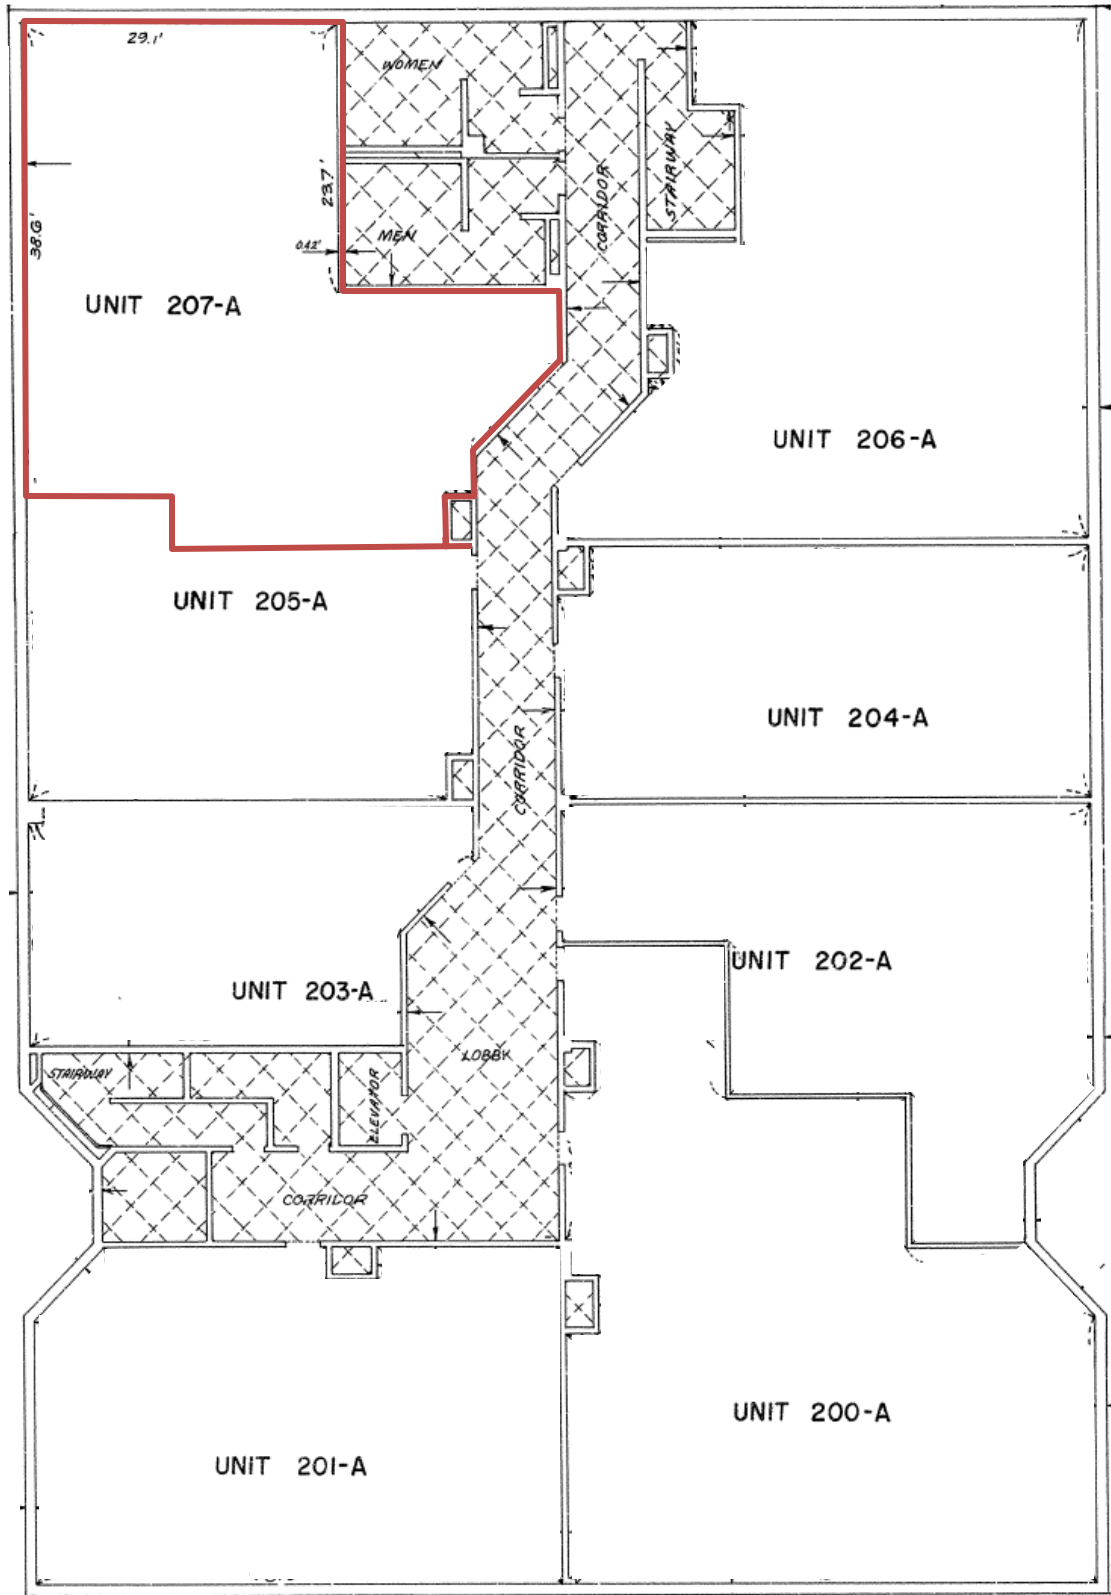 29.1'
WOMEN
38.6'
23.7'
0.42'
MEN
CORRIDOR
STAIRWAY
UNIT 207-A
UNIT 206-A
UNIT 205-A
UNIT 204-A
CORRIDOR
UNIT 203-A
UNIT 202-A
STAIRWAY
ELEVATOR
LOBBY
CORRIDOR
UNIT 201-A
UNIT 200-A